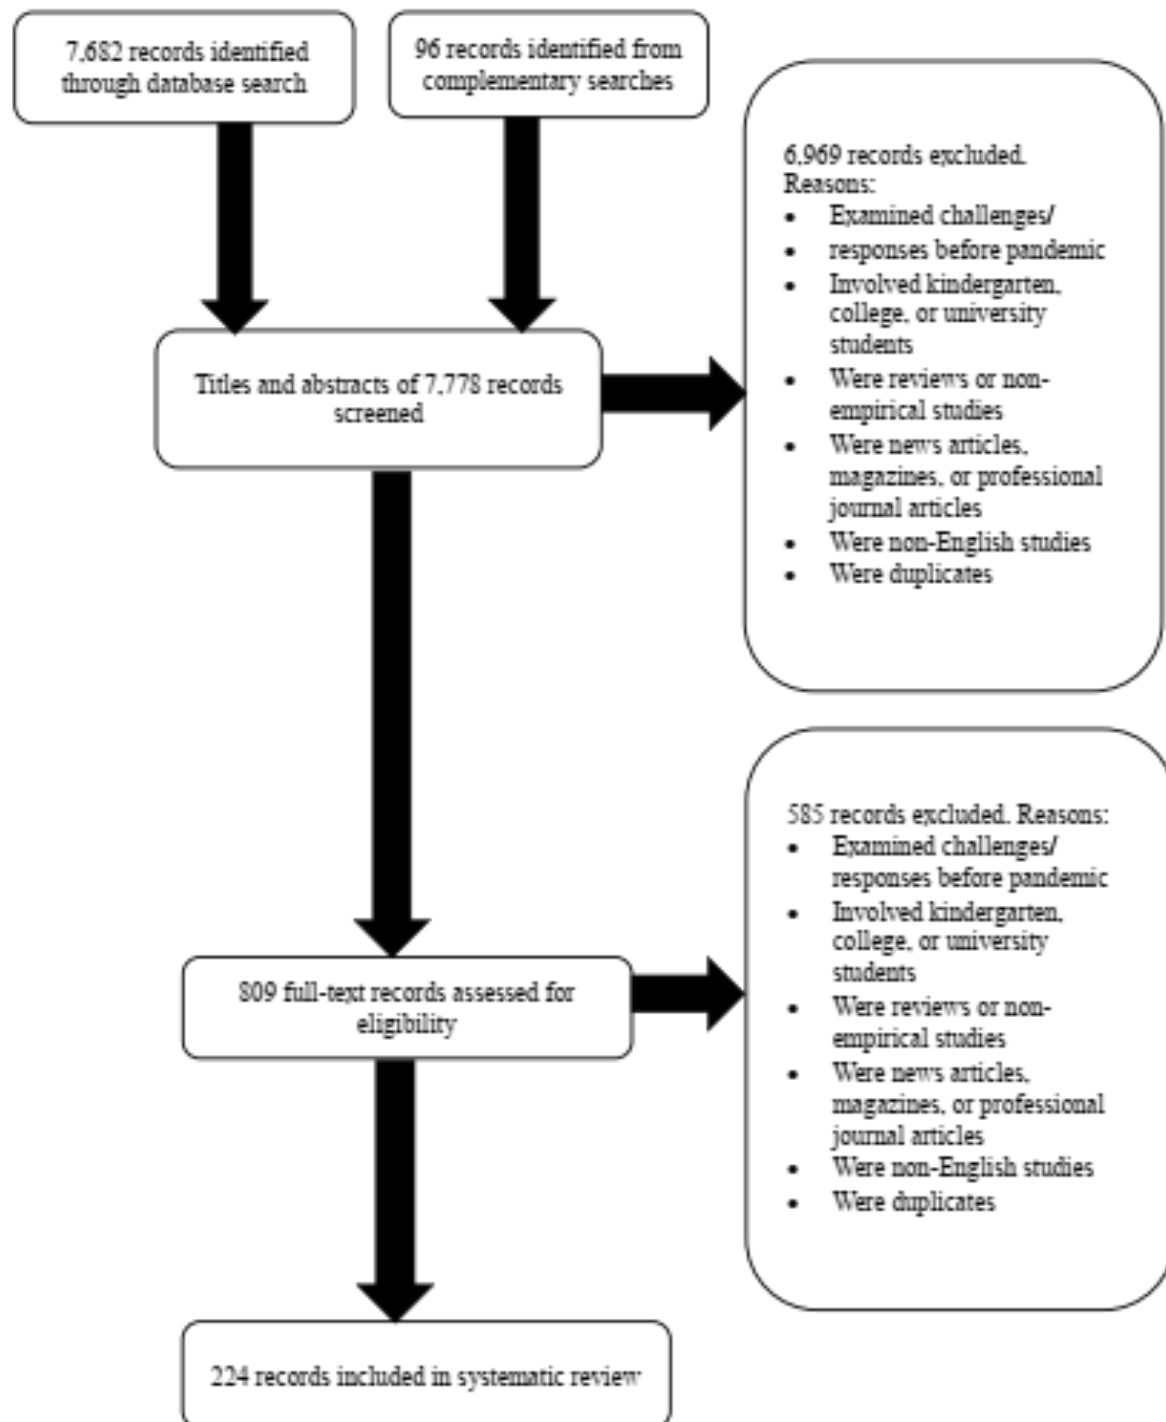 7,682 records identified
through database search
96 records identified from
complementary searches
6,969 records excluded.
Reasons:
• Examined challenges/
• responses before pandemic
• Involved kindergarten,
college, or university
students
• Were reviews or non-
empirical studies
• Were news articles,
magazines, or professional
journal articles
• Were non-English studies
• Were duplicates
Titles and abstracts of 7,778 records
screened
585 records excluded. Reasons:
• Examined challenges/
responses before pandemic
• Involved kindergarten,
college, or university
students
• Were reviews or non-
empirical studies
• Were news articles,
magazines, or professional
journal articles
• Were non-English studies
• Were duplicates
809 full-text records assessed for
eligibility
224 records included in systematic review